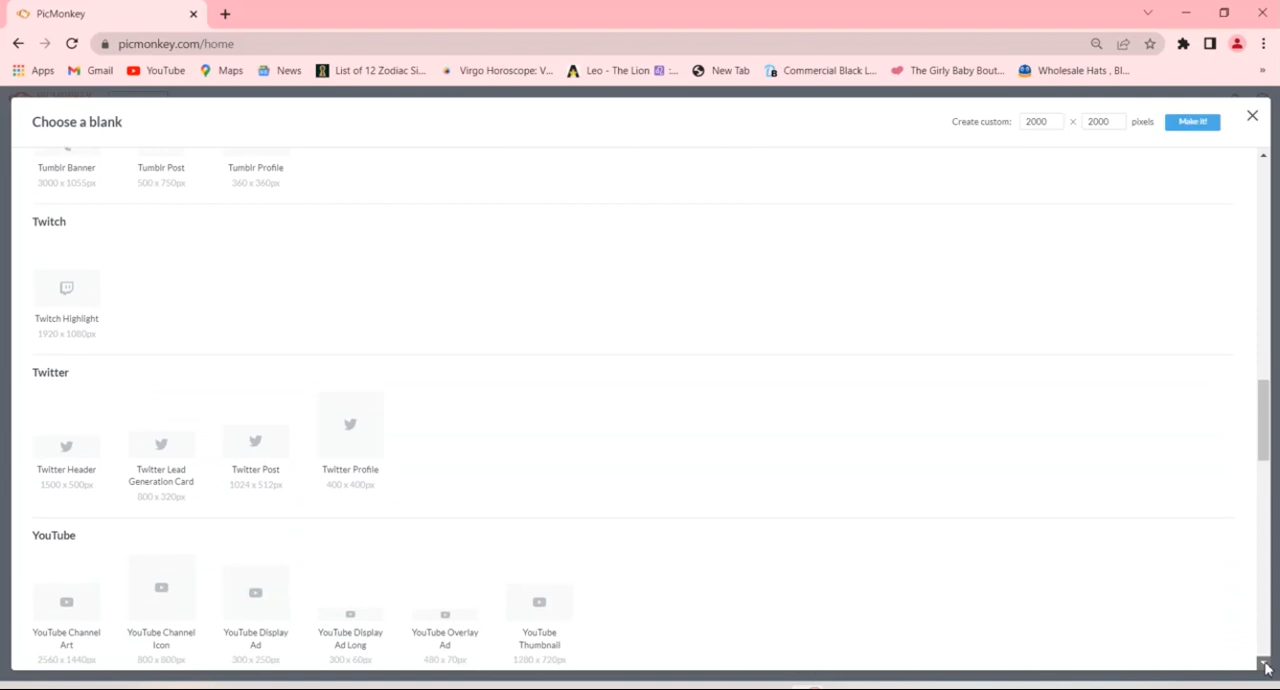 PicMonkey
picmonkey.com/home
Apps Gmail YouTube Maps News List of 12 Zodiac Si... Virgo Horoscope: V... Leo - The Lion ♌ :... New Tab Commercial Black L... The Girly Baby Bout... Wholesale Hats , Bl... »
Choose a blank
Create custom: 2000 × 2000 pixels Make it!
Tumblr Banner Tumblr Post Tumblr Profile
3000 x 1055px 500 x 750px 360 x 360px
Twitch
Twitch Highlight
1920 x 1080px
Twitter
Twitter Header Twitter Lead Generation Card Twitter Post Twitter Profile
1500 x 500px 800 x 320px 1024 x 512px 400 x 400px
YouTube
YouTube Channel Art YouTube Channel Icon YouTube Display Ad YouTube Display Ad Long YouTube Overlay Ad YouTube Thumbnail
2560 x 1440px 800 x 800px 300 x 250px 300 x 60px 480 x 70px 1280 x 720px